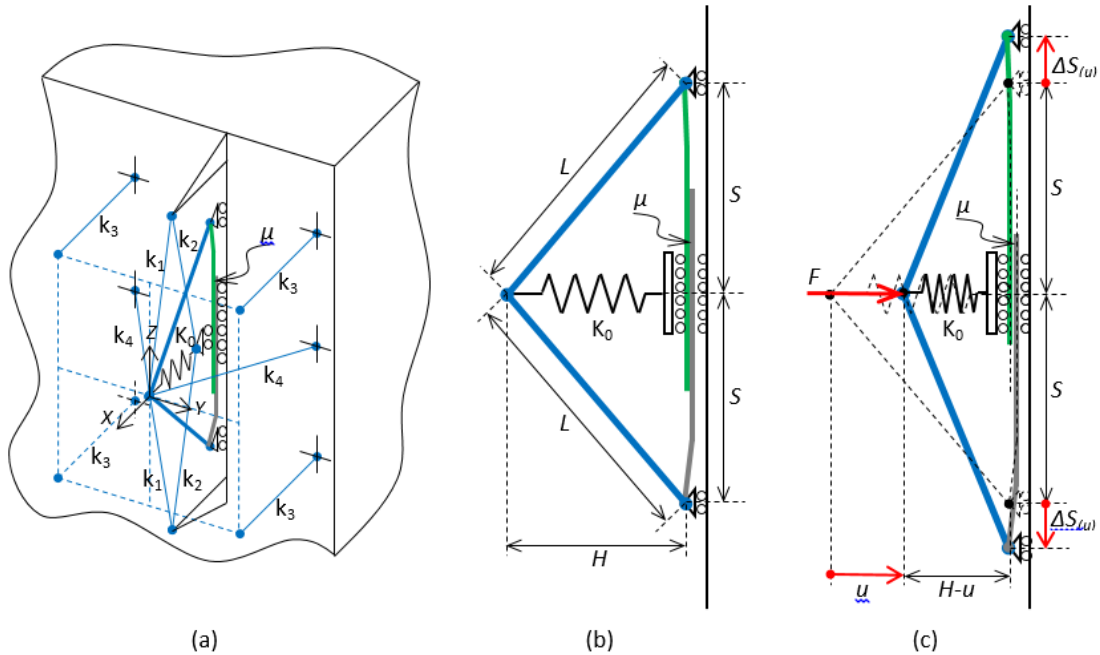 k₃
k₁
k₂
μ
k₃
Z
K₀
k₄
k₄
X
Y
k₃
k₁
k₂
k₃
(a)
L
S
μ
K₀
L
S
H
(b)
ΔS(u)
S
μ
F
K₀
S
ΔS(u)
u
H-u
(c)